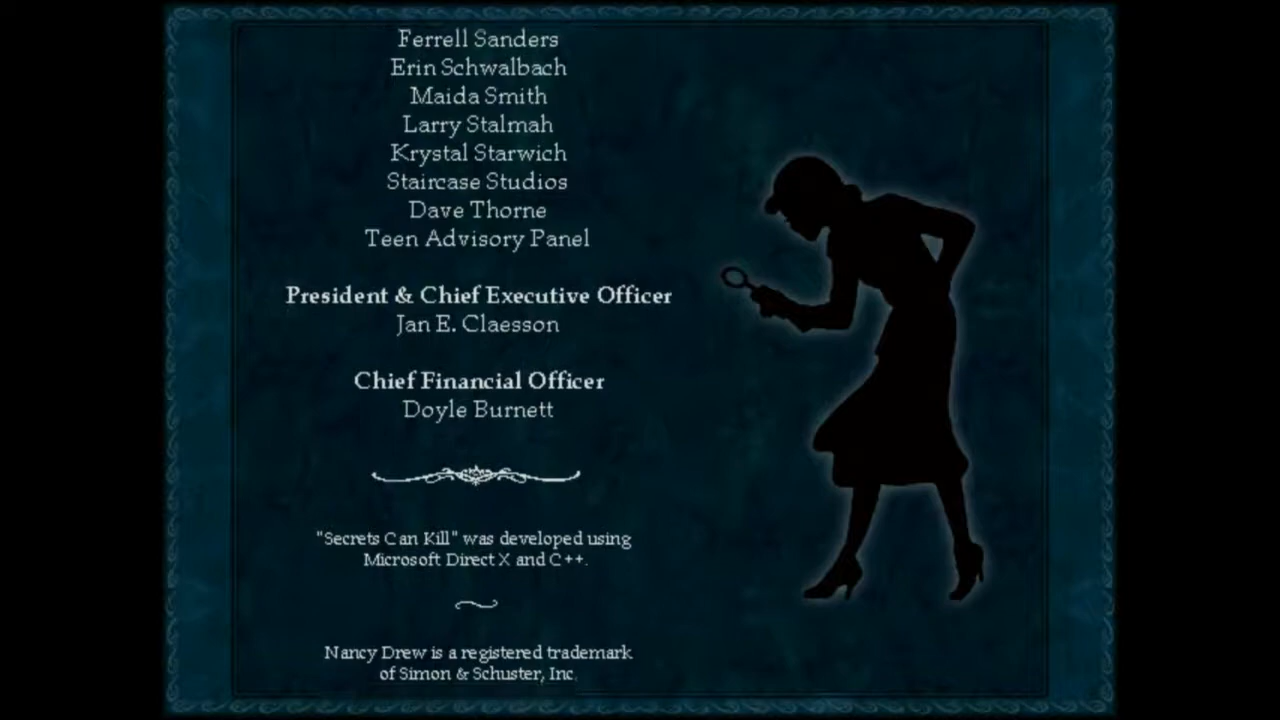 Ferrell Sanders
Erin Schwalbach
Maida Smith
Larry Stalmah
Krystal Starwich
Staircase Studios
Dave Thorne
Teen Advisory Panel
President & Chief Executive Officer
Jan E. Claesson
Chief Financial Officer
Doyle Burnett
"Secrets Can Kill" was developed using
Microsoft Direct X and C++.
Nancy Drew is a registered trademark
of Simon & Schuster, Inc.